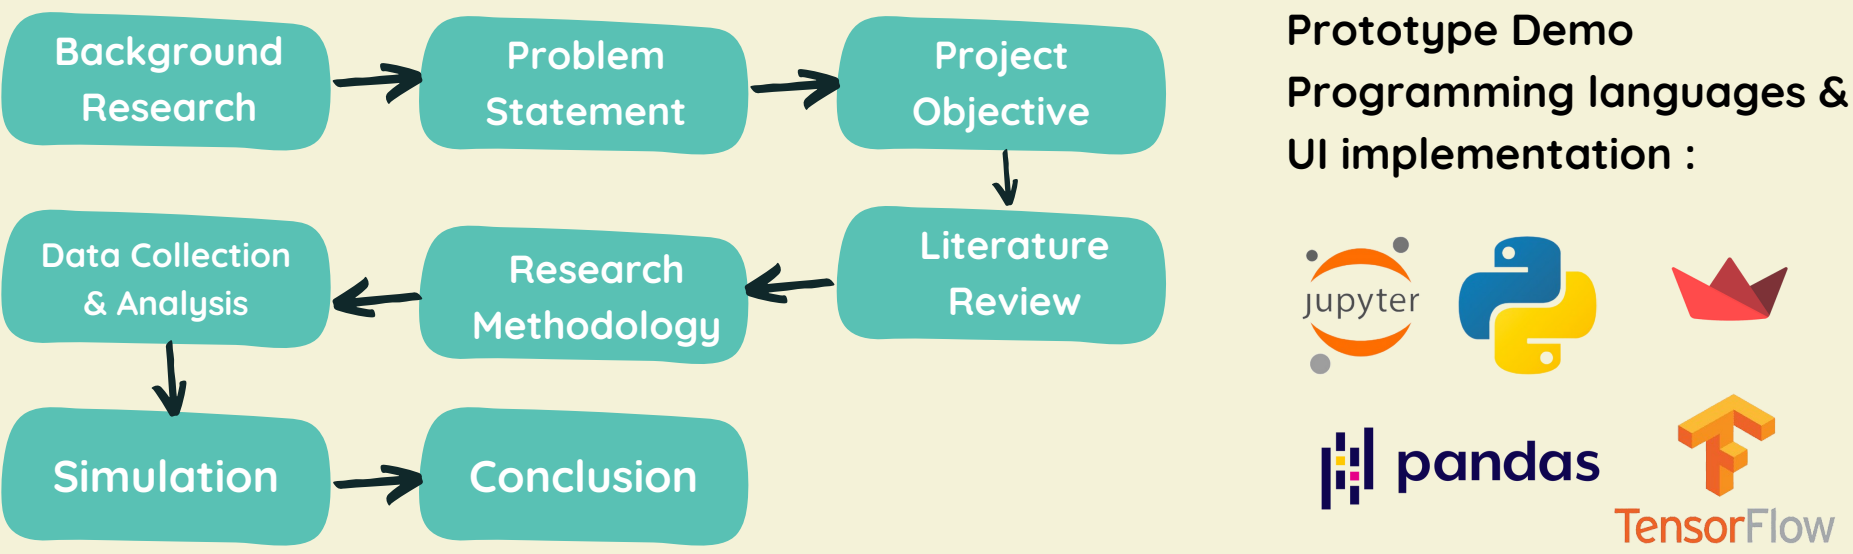 Background
Research
Problem
Statement
Project
Objective
Literature
Review
Research
Methodology
Data Collection
& Analysis
Simulation
Conclusion
Prototype Demo
Programming languages &
UI implementation :
jupyter
pandas
TensorFlow